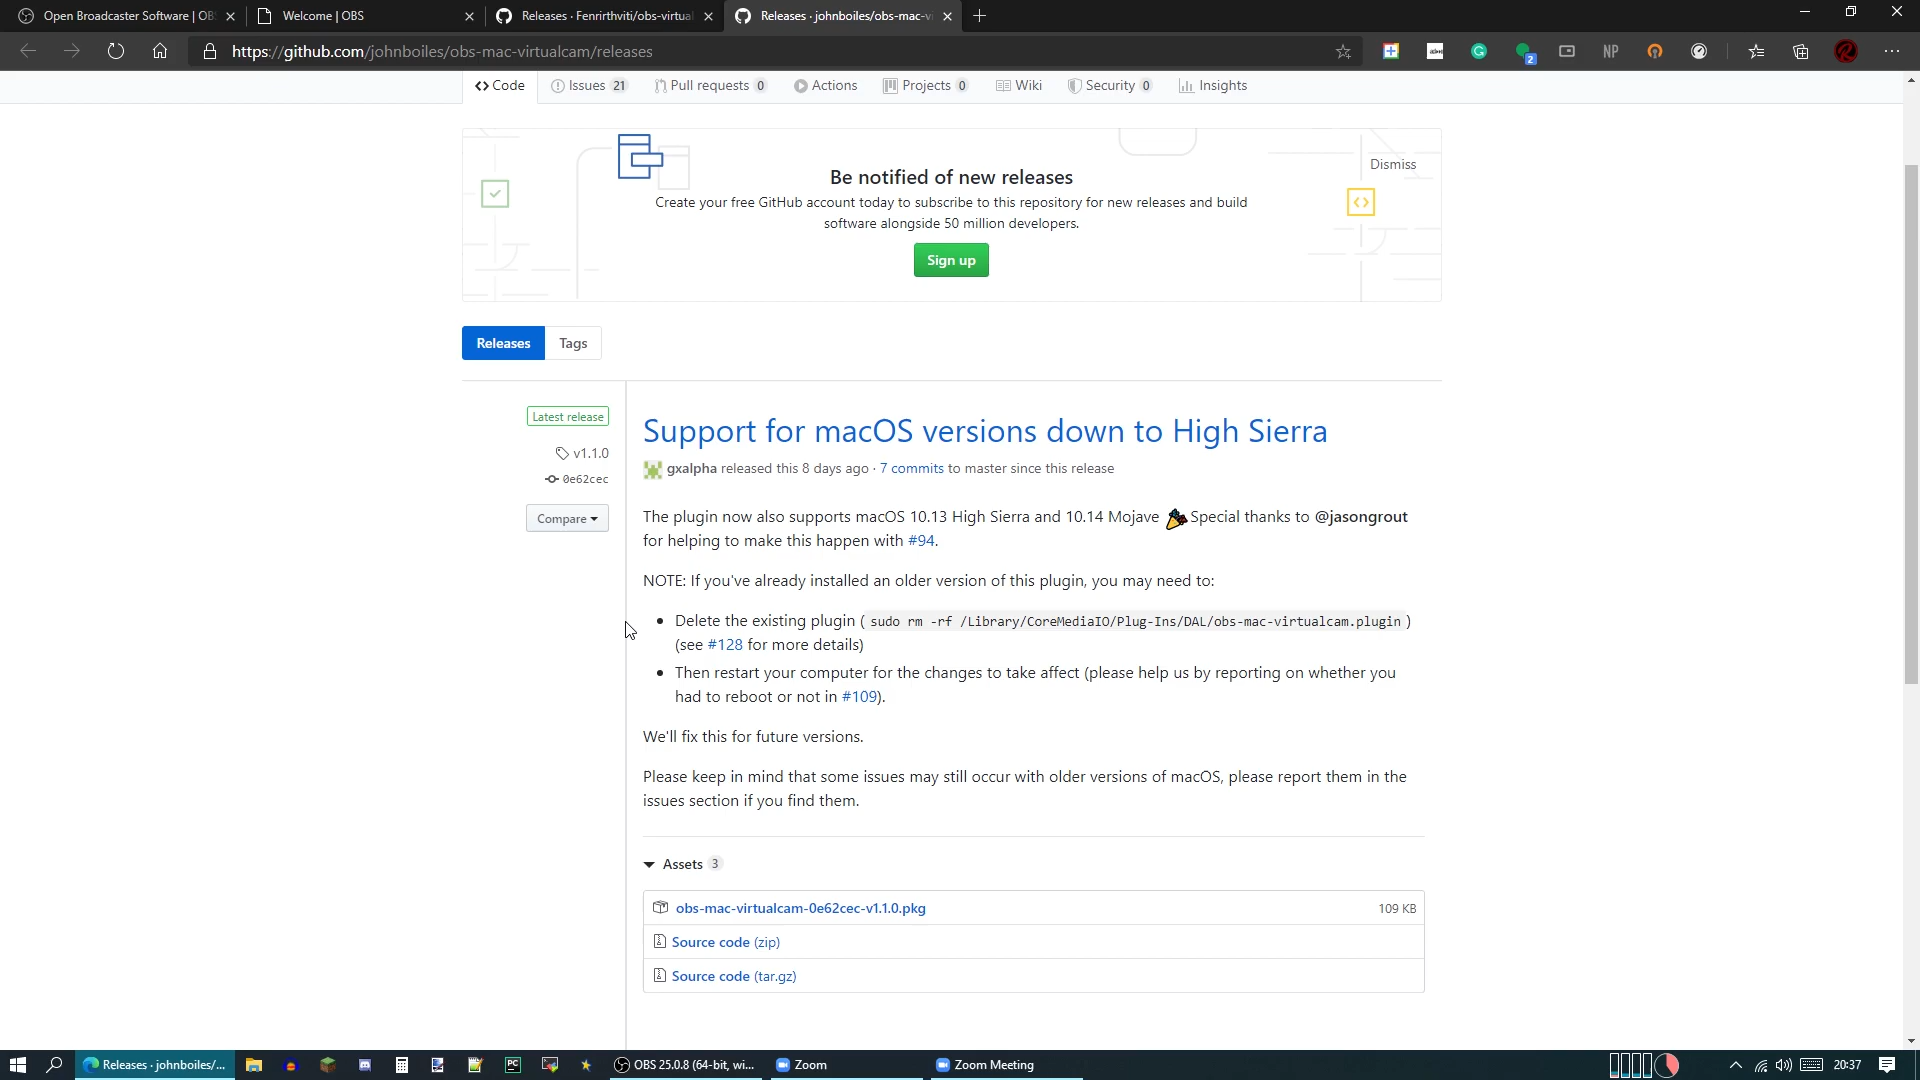 Open Broadcaster Software | OB
Welcome | OBS
Releases · Fenrirthviti/obs-virtua
Releases · johnboiles/obs-mac-vi
https://github.com/johnboiles/obs-mac-virtualcam/releases
2
NP
Code
Issues 21
Pull requests 0
Actions
Projects 0
Wiki
Security 0
Insights
Dismiss
Be notified of new releases
Create your free GitHub account today to subscribe to this repository for new releases and build
software alongside 50 million developers.
Sign up
Releases
Tags
Latest release
v1.1.0
0e62cec
Compare
Support for macOS versions down to High Sierra
gxalpha released this 8 days ago · 7 commits to master since this release
The plugin now also supports macOS 10.13 High Sierra and 10.14 Mojave 🎉 Special thanks to @jasongrout
for helping to make this happen with #94.
NOTE: If you've already installed an older version of this plugin, you may need to:
• Delete the existing plugin ( sudo rm -rf /Library/CoreMediaIO/Plug-Ins/DAL/obs-mac-virtualcam.plugin )
(see #128 for more details)
• Then restart your computer for the changes to take affect (please help us by reporting on whether you
had to reboot or not in #109).
We'll fix this for future versions.
Please keep in mind that some issues may still occur with older versions of macOS, please report them in the
issues section if you find them.
Assets 3
obs-mac-virtualcam-0e62cec-v1.1.0.pkg 109 KB
Source code (zip)
Source code (tar.gz)
Releases · johnboiles/...
PC
OBS 25.0.8 (64-bit, wi...
Zoom
Zoom Meeting
20:37